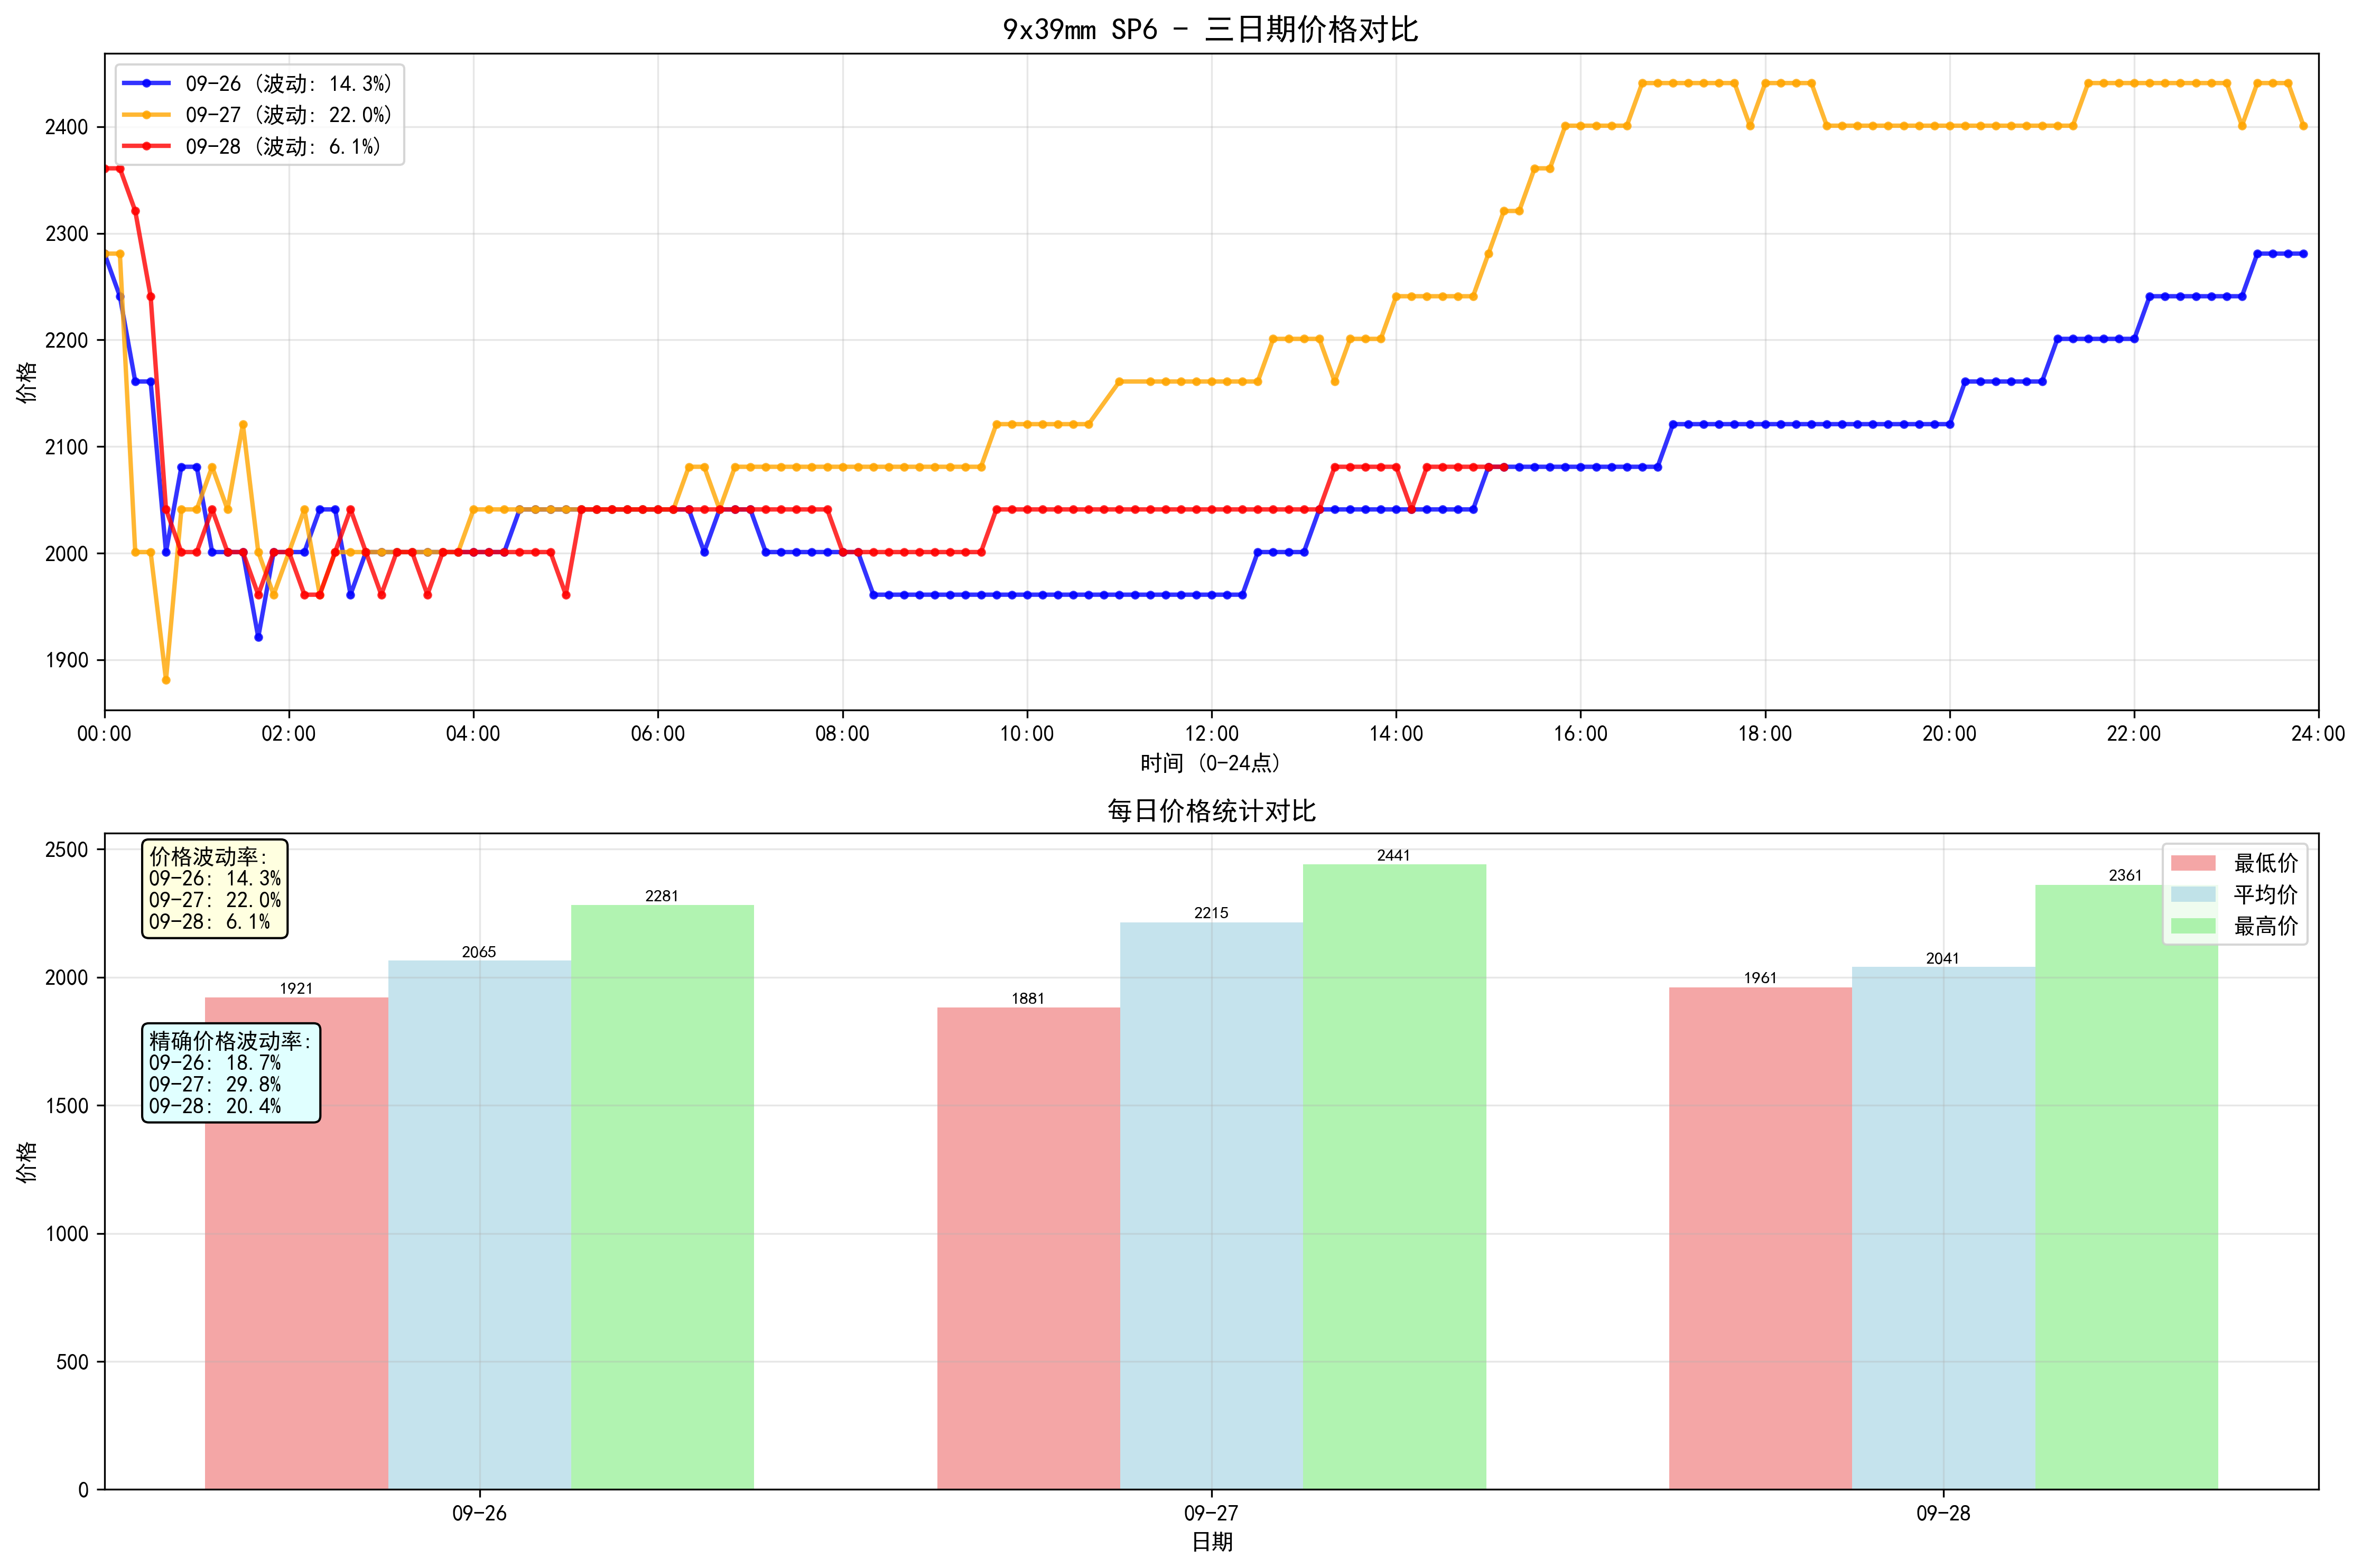 9x39mm SP6 - 三日期价格对比
09-26 (波动: 14.3%)
09-27 (波动: 22.0%)
09-28 (波动: 6.1%)
价格
2400
2300
2200
2100
2000
1900
00:00 02:00 04:00 06:00 08:00 10:00 12:00 14:00 16:00 18:00 20:00 22:00 24:00
时间 (0-24点)
每日价格统计对比
价格波动率:
09-26: 14.3%
09-27: 22.0%
09-28: 6.1%
精确价格波动率:
09-26: 18.7%
09-27: 29.8%
09-28: 20.4%
最低价
平均价
最高价
价格
2500
2000
1500
1000
500
0
1921 2065 2281
1881 2215 2441
1961 2041 2361
09-26 09-27 09-28
日期